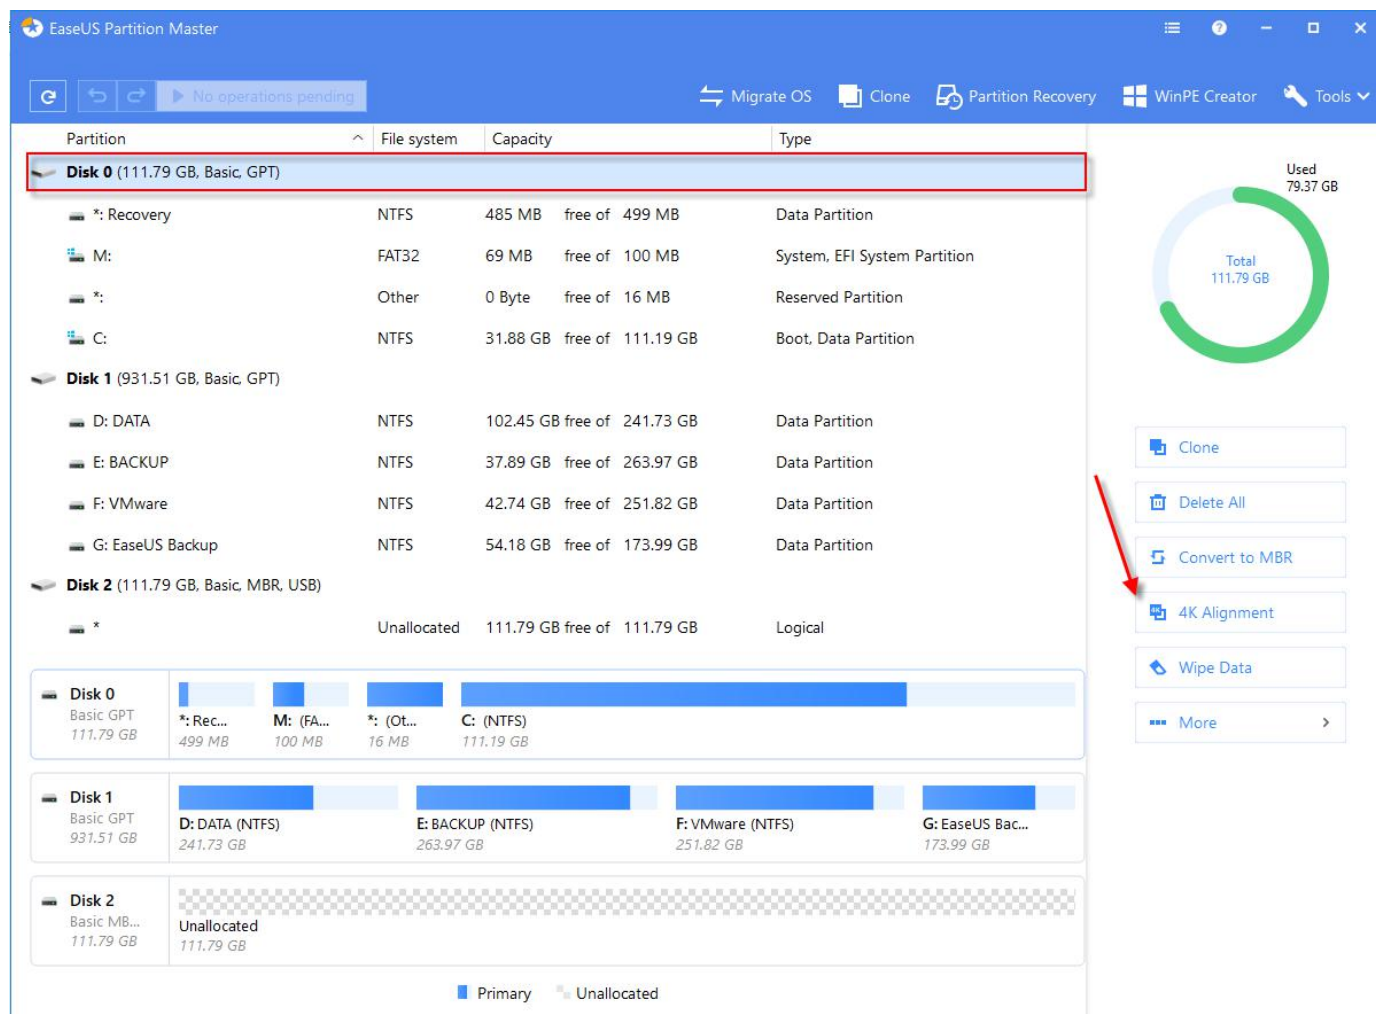 EaseUS Partition Master
No operations pending
Migrate OS Clone Partition Recovery WinPE Creator Tools
Partition File system Capacity Type
Disk 0 (111.79 GB, Basic, GPT)
*: Recovery NTFS 485 MB free of 499 MB Data Partition
M: FAT32 69 MB free of 100 MB System, EFI System Partition
*: Other 0 Byte free of 16 MB Reserved Partition
C: NTFS 31.88 GB free of 111.19 GB Boot, Data Partition
Disk 1 (931.51 GB, Basic, GPT)
D: DATA NTFS 102.45 GB free of 241.73 GB Data Partition
E: BACKUP NTFS 37.89 GB free of 263.97 GB Data Partition
F: VMware NTFS 42.74 GB free of 251.82 GB Data Partition
G: EaseUS Backup NTFS 54.18 GB free of 173.99 GB Data Partition
Disk 2 (111.79 GB, Basic, MBR, USB)
* Unallocated 111.79 GB free of 111.79 GB Logical
Used
79.37 GB
Total
111.79 GB
Clone
Delete All
Convert to MBR
4K Alignment
Wipe Data
More
Disk 0
Basic GPT
111.79 GB
*: Rec... M: (FA... *: (Ot... C: (NTFS)
499 MB 100 MB 16 MB 111.19 GB
Disk 1
Basic GPT
931.51 GB
D: DATA (NTFS) E: BACKUP (NTFS) F: VMware (NTFS) G: EaseUS Bac...
241.73 GB 263.97 GB 251.82 GB 173.99 GB
Disk 2
Basic MB...
111.79 GB
Unallocated
111.79 GB
Primary Unallocated